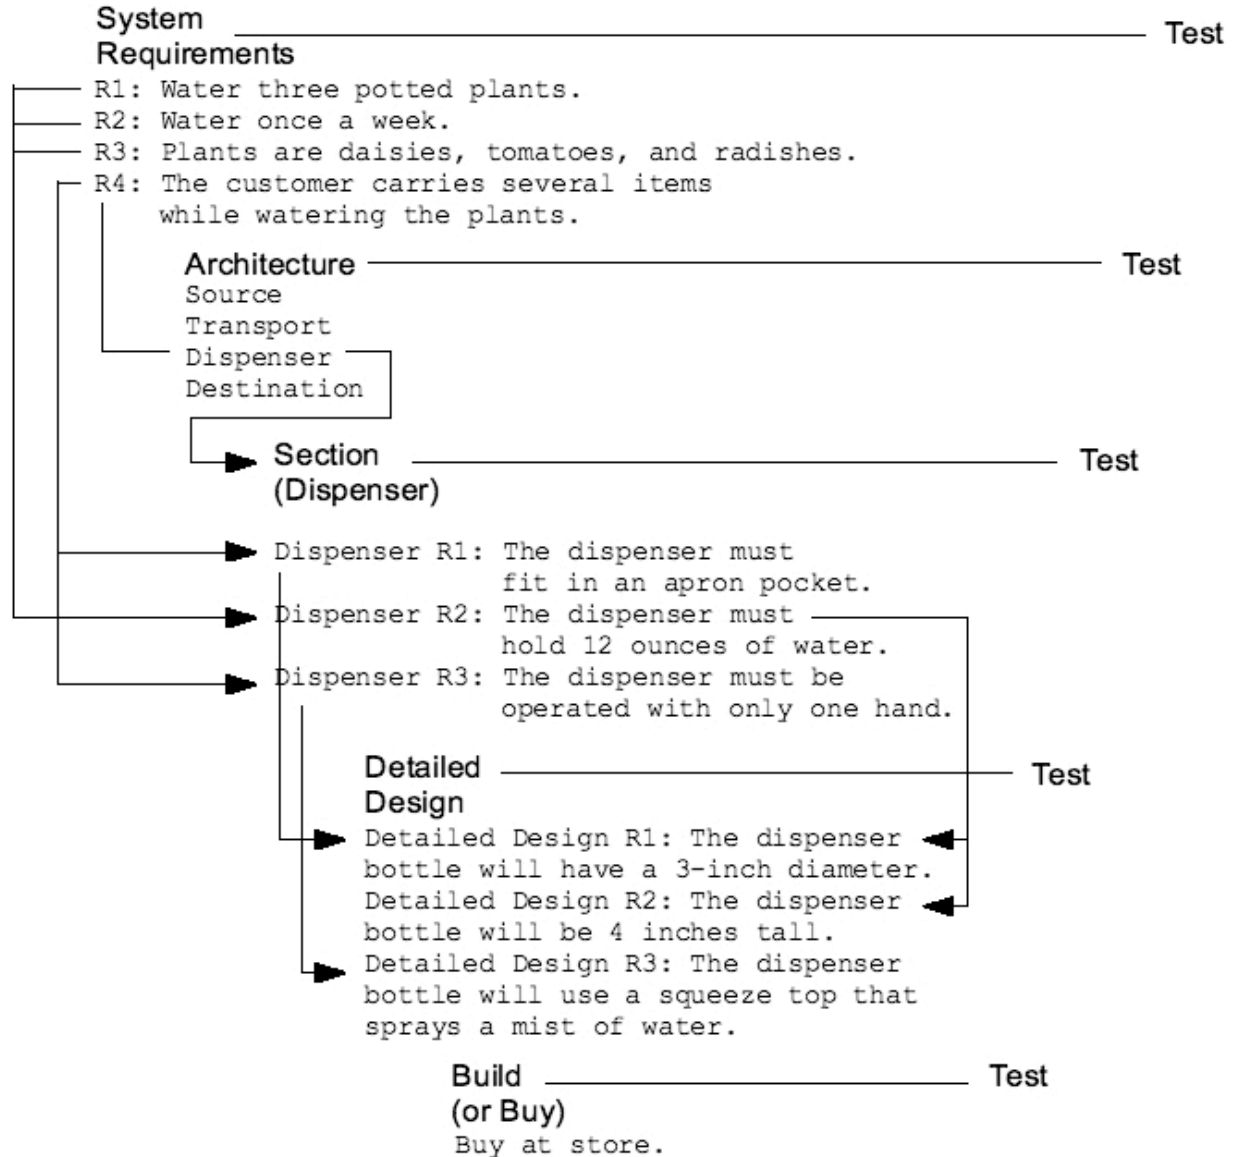 System
Requirements
Test
R1: Water three potted plants.
R2: Water once a week.
R3: Plants are daisies, tomatoes, and radishes.
R4: The customer carries several items
while watering the plants.
Architecture
Test
Source
Transport
Dispenser
Destination
Section
(Dispenser)
Test
Dispenser R1: The dispenser must
fit in an apron pocket.
Dispenser R2: The dispenser must
hold 12 ounces of water.
Dispenser R3: The dispenser must be
operated with only one hand.
Detailed
Design
Test
Detailed Design R1: The dispenser
bottle will have a 3-inch diameter.
Detailed Design R2: The dispenser
bottle will be 4 inches tall.
Detailed Design R3: The dispenser
bottle will use a squeeze top that
sprays a mist of water.
Build
(or Buy)
Test
Buy at store.